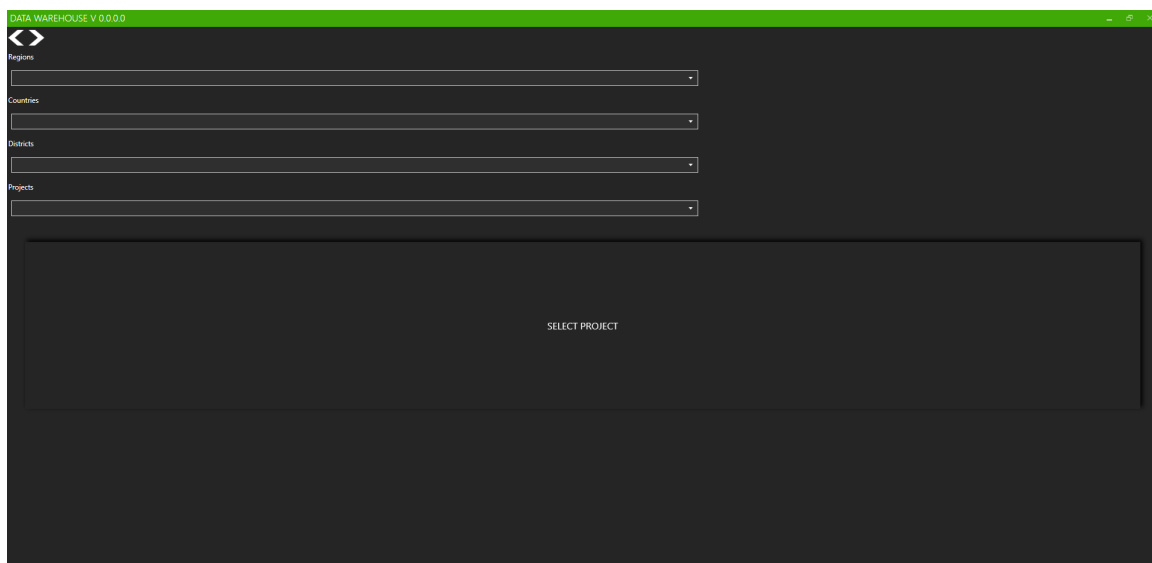 DATA WAREHOUSE V 0.0.0.0
Regions
Countries
Districts
Projects
SELECT PROJECT